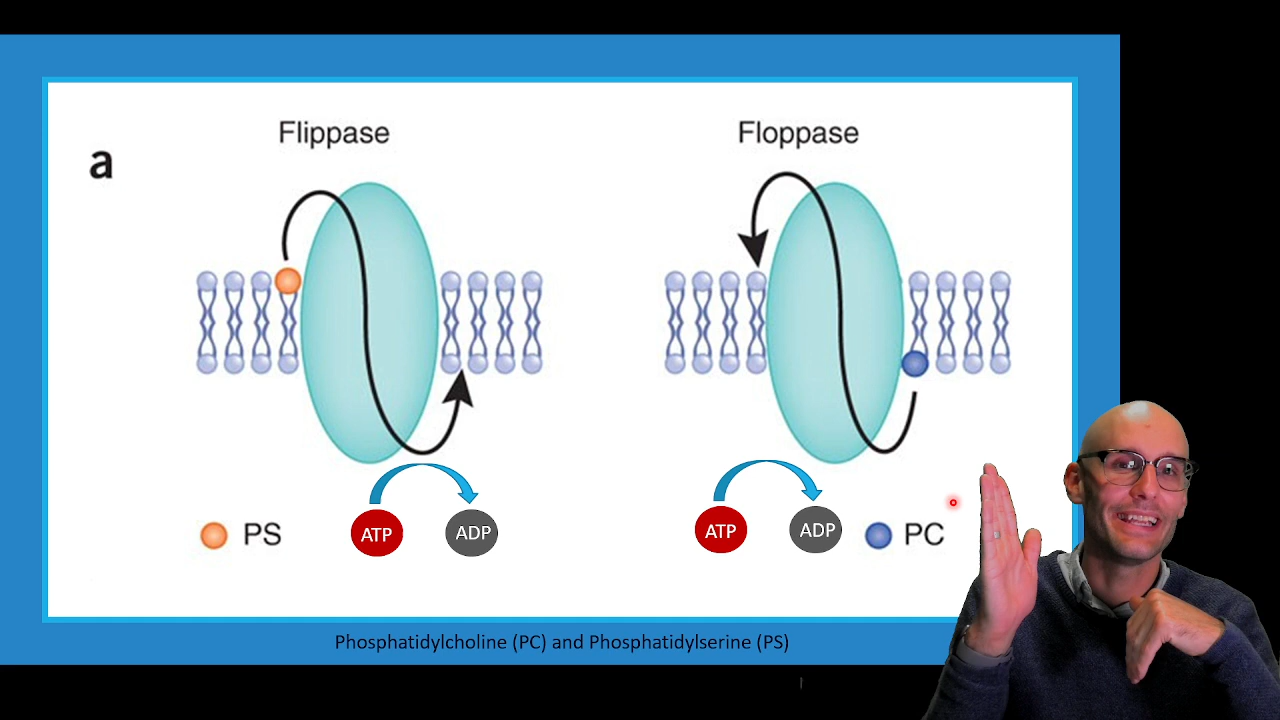 Flippase
Floppase
a
PS
ATP
ADP
ATP
ADP
PC
Phosphatidylcholine (PC) and Phosphatidylserine (PS)